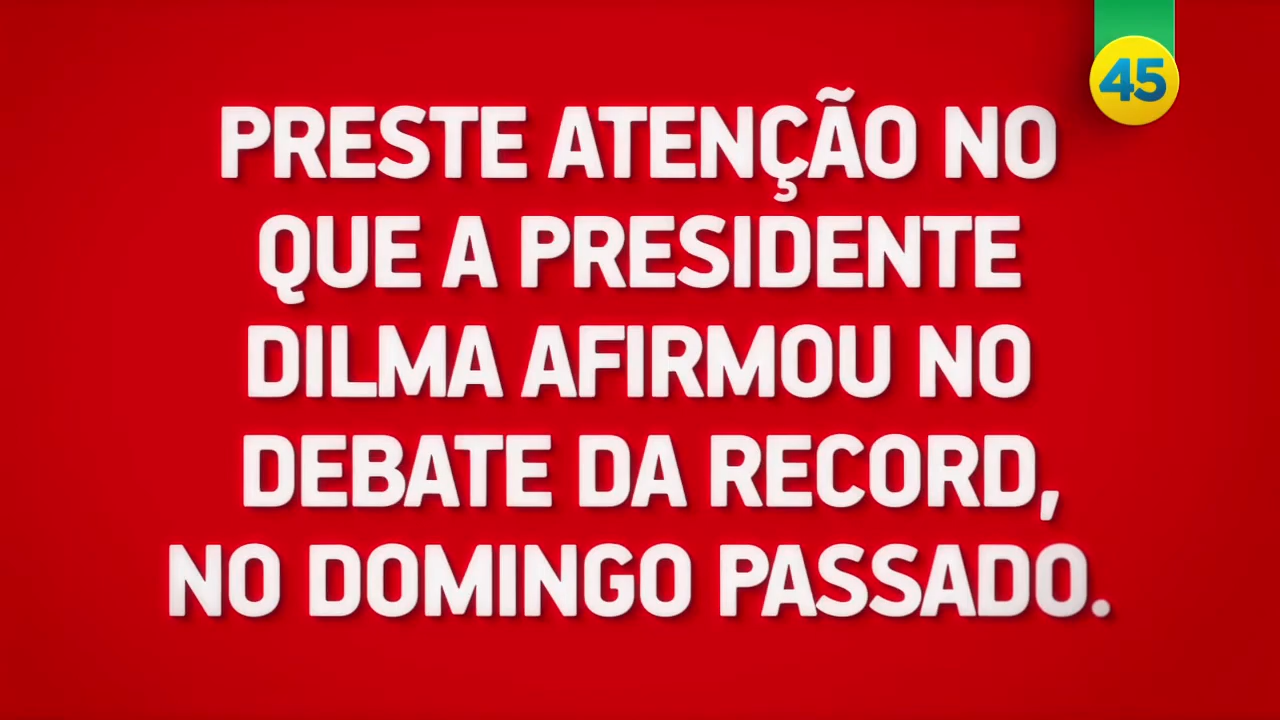 45
PRESTE ATENÇÃO NO
QUE A PRESIDENTE
DILMA AFIRMOU NO
DEBATE DA RECORD,
NO DOMINGO PASSADO.